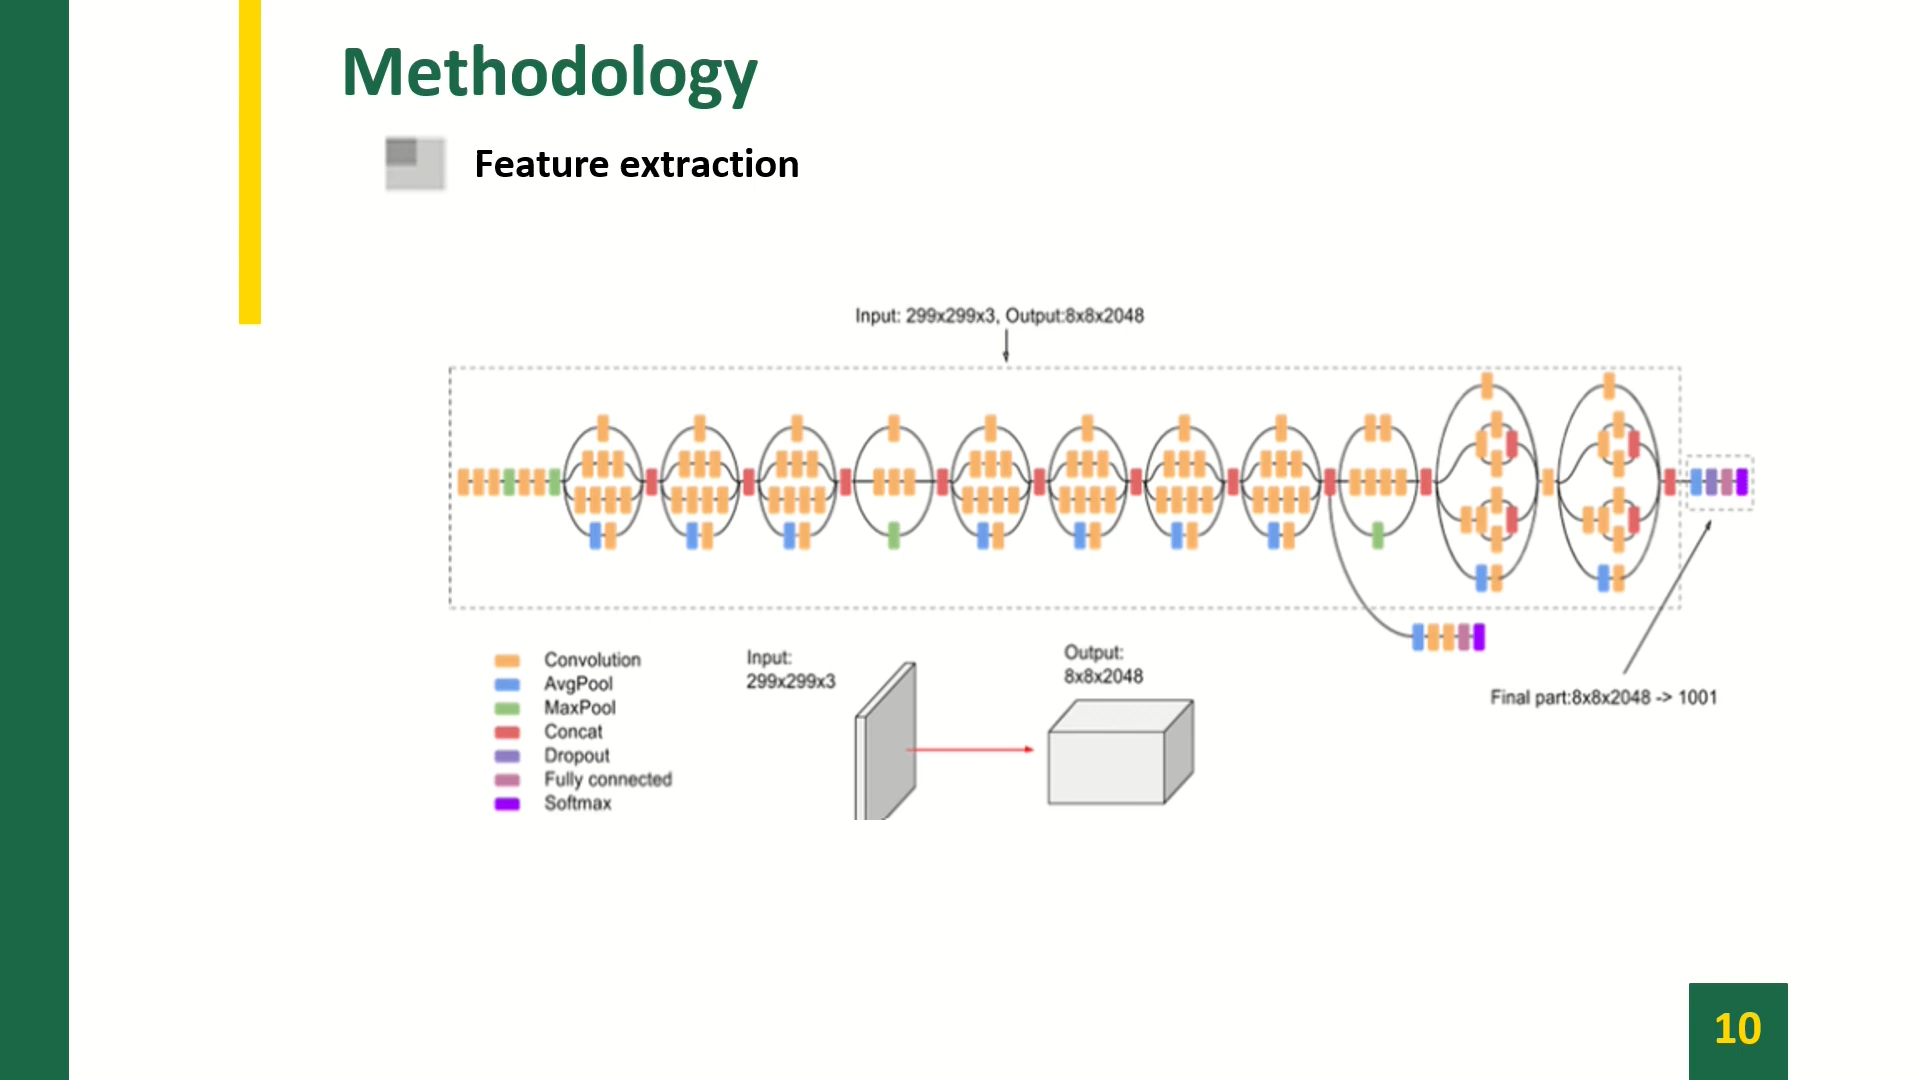 Methodology
Feature extraction
Input: 299x299x3, Output:8x8x2048
Convolution
AvgPool
MaxPool
Concat
Dropout
Fully connected
Softmax
Input:
299x299x3
Output:
8x8x2048
Final part:8x8x2048 -> 1001
10